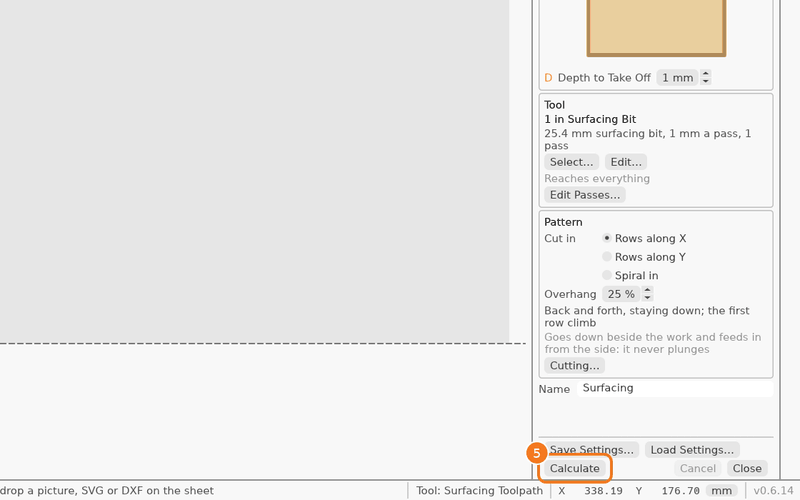 D Depth to Take Off 1 mm
Tool
1 in Surfacing Bit
25.4 mm surfacing bit, 1 mm a pass, 1
pass
Select... Edit...
Reaches everything
Edit Passes...
Pattern
Cut in Rows along X
Rows along Y
Spiral in
Overhang 25 %
Back and forth, staying down; the first
row climb
Goes down beside the work and feeds in
from the side: it never plunges
Cutting...
Name Surfacing
5
Save Settings... Load Settings...
Calculate Cancel Close
drop a picture, SVG or DXF on the sheet Tool: Surfacing Toolpath X 338.19 Y 176.70 mm v0.6.14